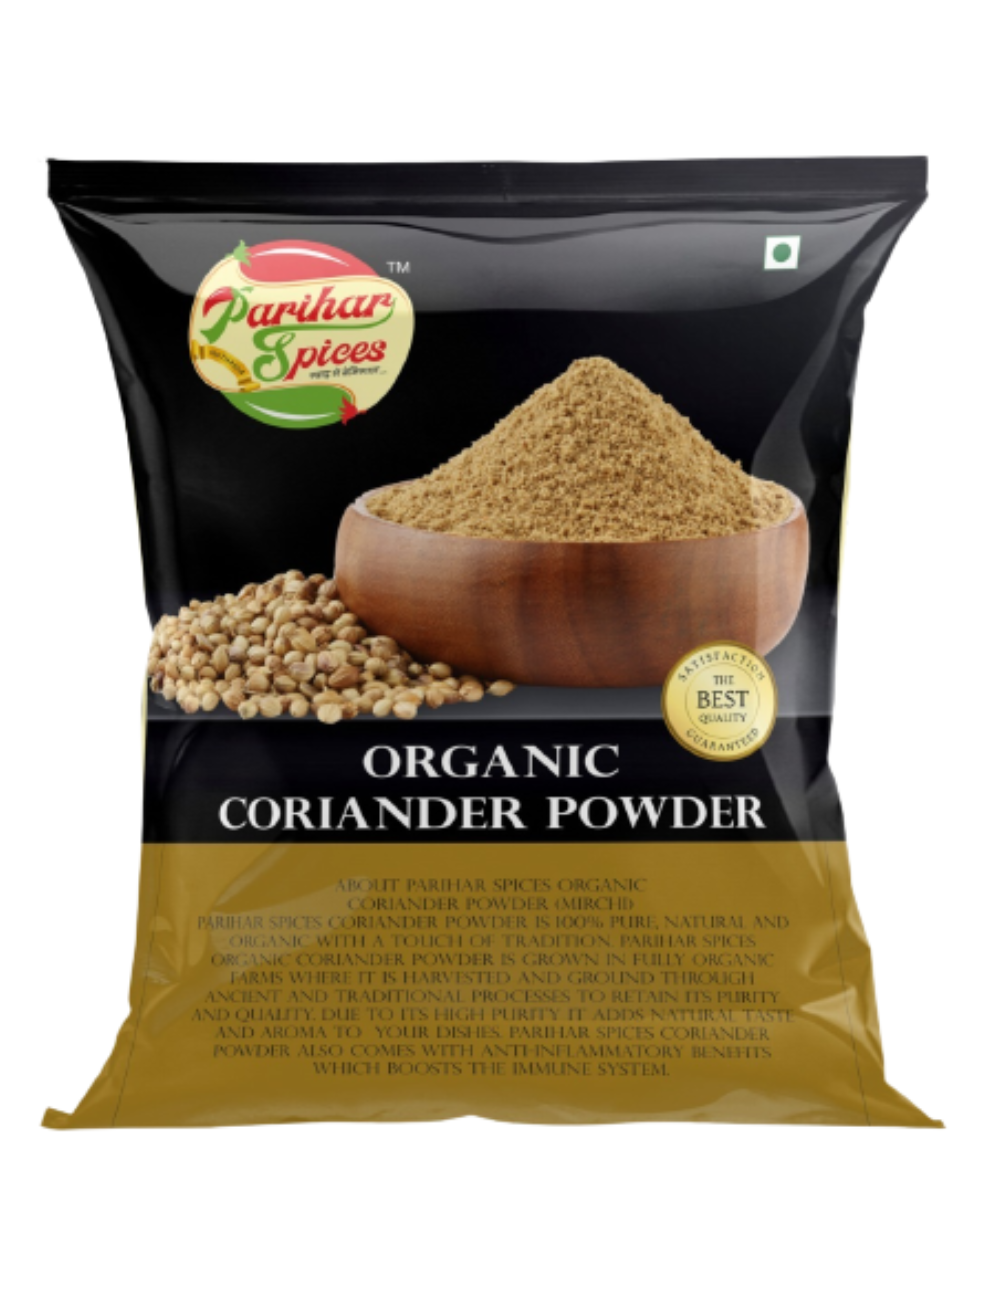 Parihar
Spices
TM
SATISFACTION
THE
BEST
QUALITY
GUARANTEED
ORGANIC
CORIANDER POWDER
ABOUT PARIHAR SPICES ORGANIC
CORIANDER POWDER (MIRCHI)
PARIHAR SPICES CORIANDER POWDER IS 100% PURE, NATURAL AND
ORGANIC WITH A TOUCH OF TRADITION. PARIHAR SPICES
ORGANIC CORIANDER POWDER IS GROWN IN FULLY ORGANIC
FARMS WHERE IT IS HARVESTED AND GROUND THROUGH
ANCIENT AND TRADITIONAL PROCESSES TO RETAIN ITS PURITY
AND QUALITY. DUE TO ITS HIGH PURITY IT ADDS NATURAL TASTE
AND AROMA TO YOUR DISHES. PARIHAR SPICES CORIANDER
POWDER ALSO COMES WITH ANTI-INFLAMMATORY BENEFITS
WHICH BOOSTS THE IMMUNE SYSTEM.